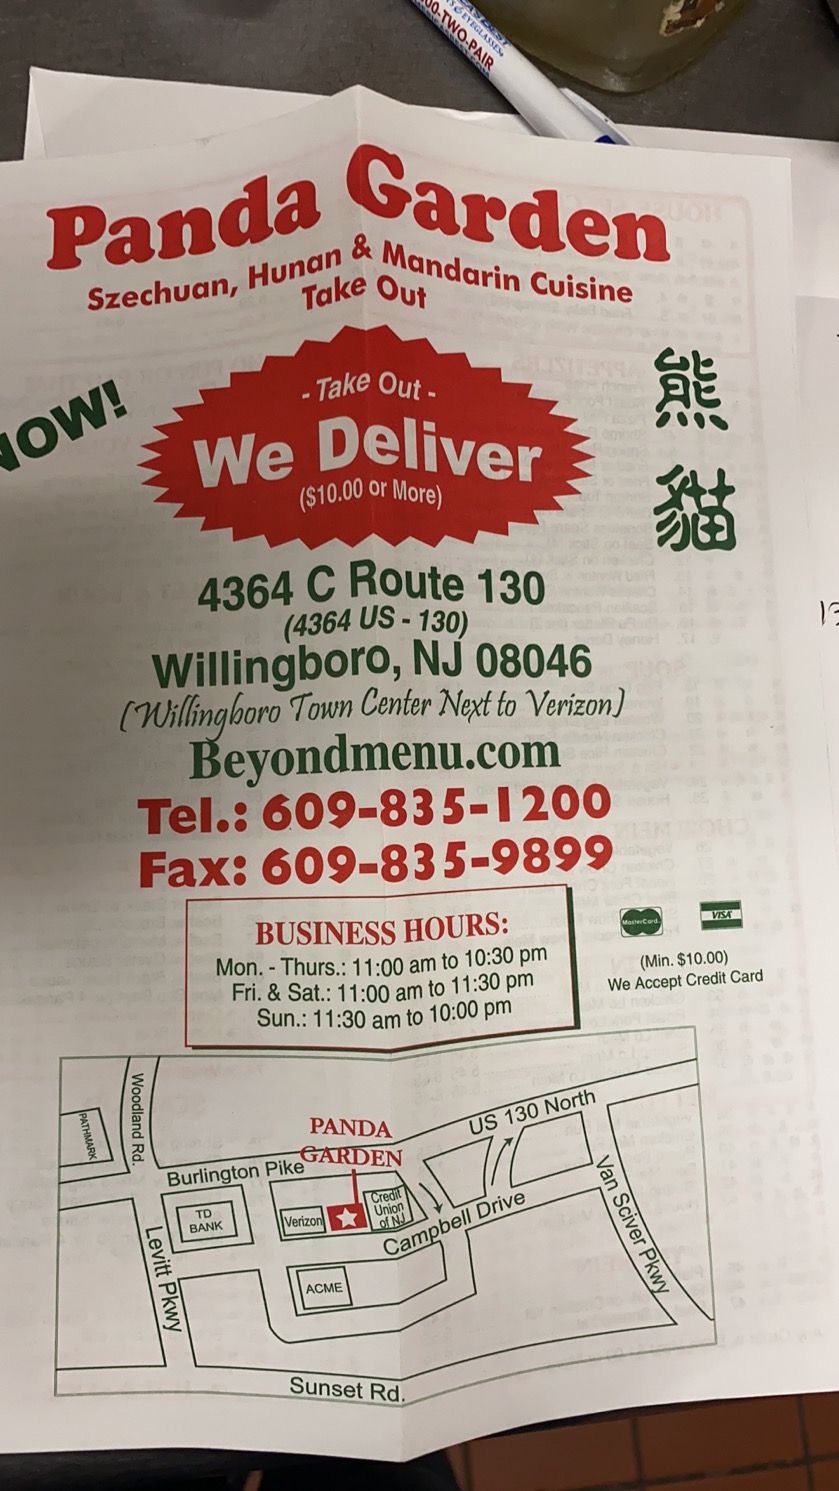 00-TWO-PAIR
Panda Garden
Szechuan, Hunan & Mandarin Cuisine
Take Out
NOW!
- Take Out -
We Deliver
($10.00 or More)
熊
貓
4364 C Route 130
(4364 US - 130)
Willingboro, NJ 08046
(Willingboro Town Center Next to Verizon)
Beyondmenu.com
Tel.: 609-835-1200
Fax: 609-835-9899
BUSINESS HOURS:
Mon. - Thurs.: 11:00 am to 10:30 pm
Fri. & Sat.: 11:00 am to 11:30 pm
Sun.: 11:30 am to 10:00 pm
MasterCard
VISA
(Min. $10.00)
We Accept Credit Card
PATHMARK
Woodland Rd.
Burlington Pike
PANDA
GARDEN
US 130 North
Van Sciver Pkwy
TD
BANK
Verizon
Credit
Union
of NJ
Campbell Drive
Levitt Pkwy
ACME
Sunset Rd.